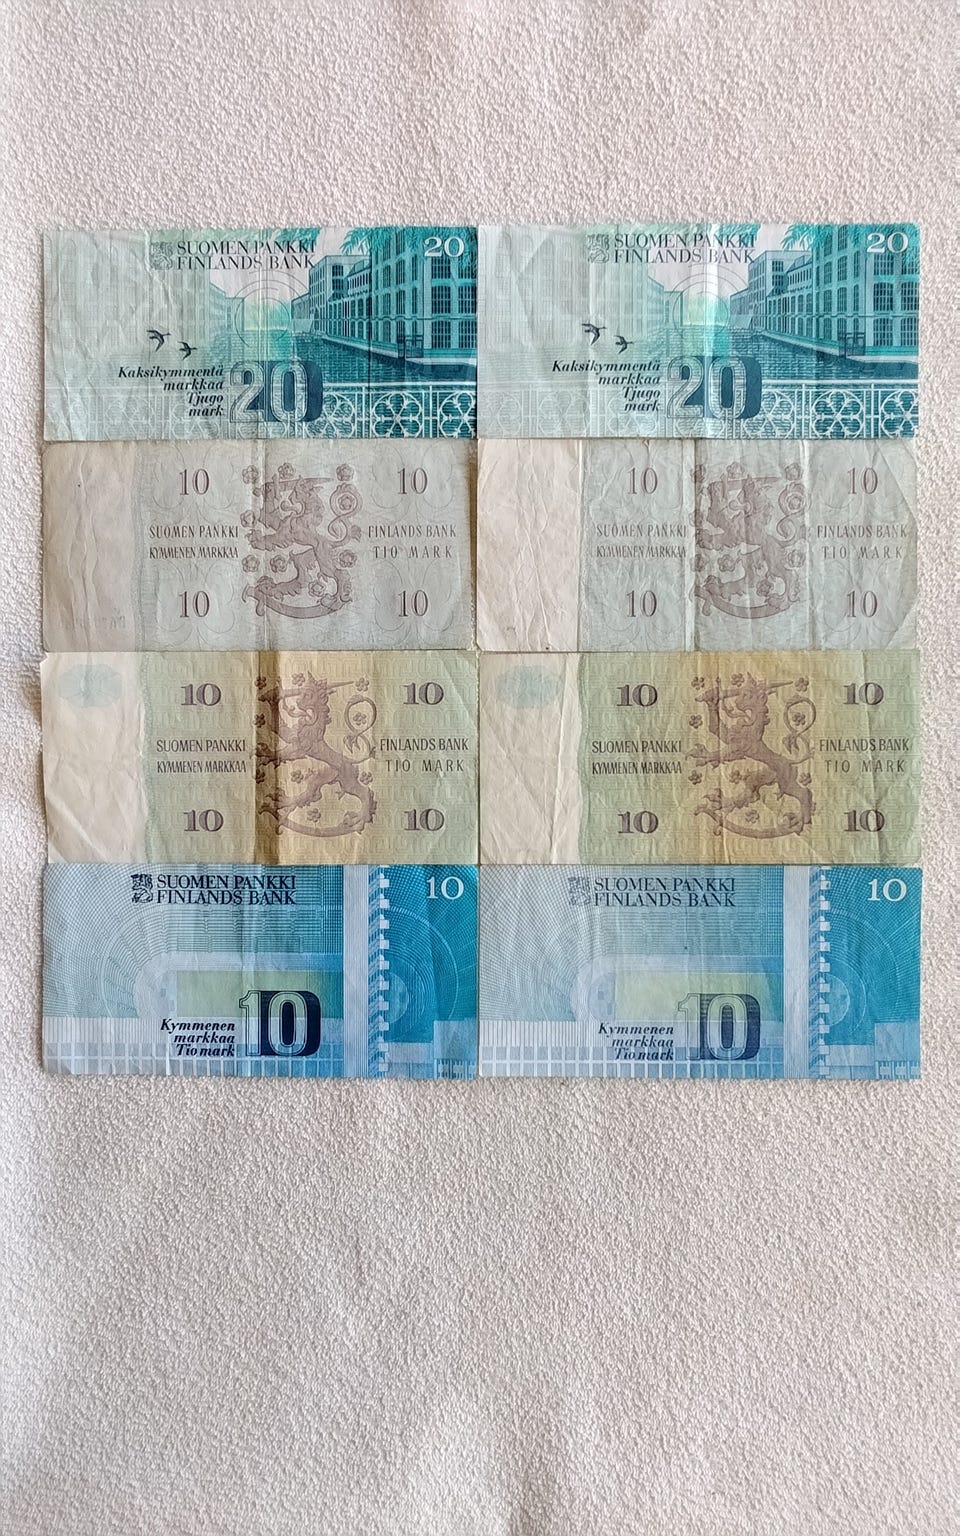 SUOMEN PANKKI
FINLANDS BANK
20
Kaksikymmentä
markkaa
Tjugo
mark
20
SUOMEN PANKKI
FINLANDS BANK
20
Kaksikymmentä
markkaa
Tjugo
mark
20
10 10
SUOMEN PANKKI FINLANDS BANK
KYMMENEN MARKKAA TIO MARK
10 10
10 10
SUOMEN PANKKI FINLANDS BANK
KYMMENEN MARKKAA TIO MARK
10 10
10 10
SUOMEN PANKKI FINLANDS BANK
KYMMENEN MARKKAA TIO MARK
10 10
10 10
SUOMEN PANKKI FINLANDS BANK
KYMMENEN MARKKAA TIO MARK
10 10
SUOMEN PANKKI
FINLANDS BANK
10
Kymmenen
markkaa
Tio mark
10
SUOMEN PANKKI
FINLANDS BANK
10
Kymmenen
markkaa
Tio mark
10